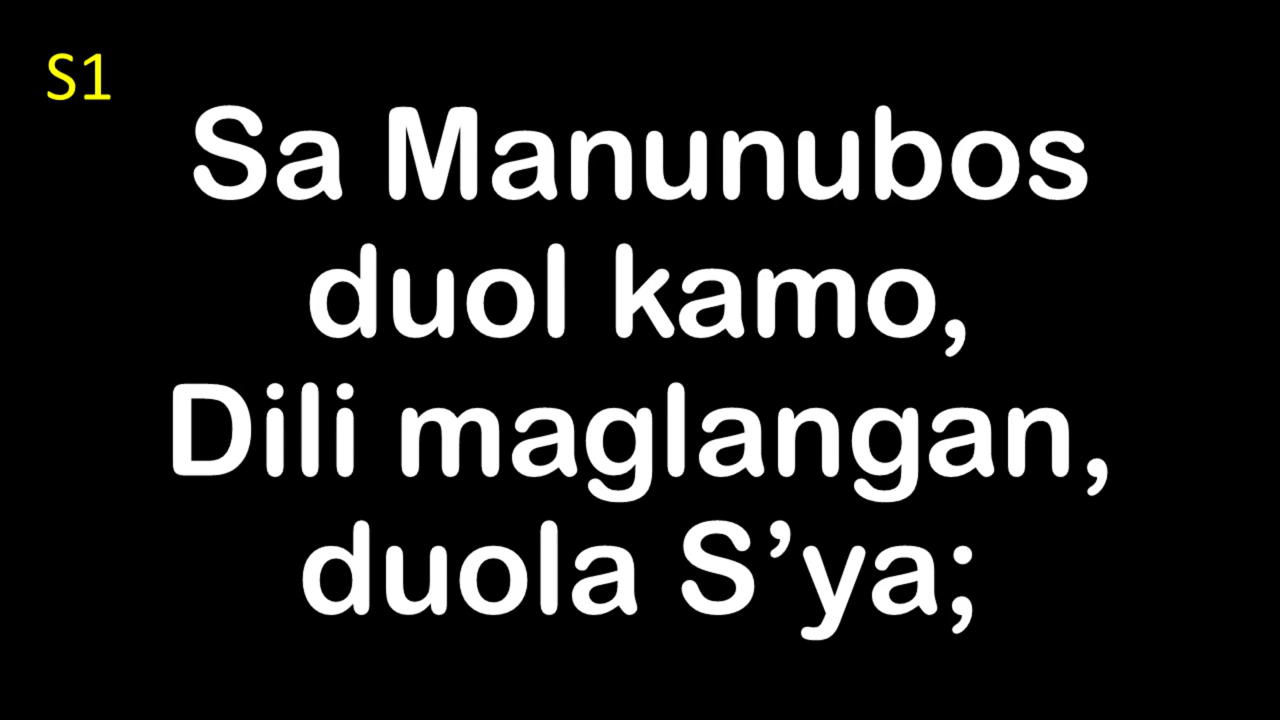 S1
Sa Manunubos
duol kamo,
Dili maglangan,
duola S’ya;